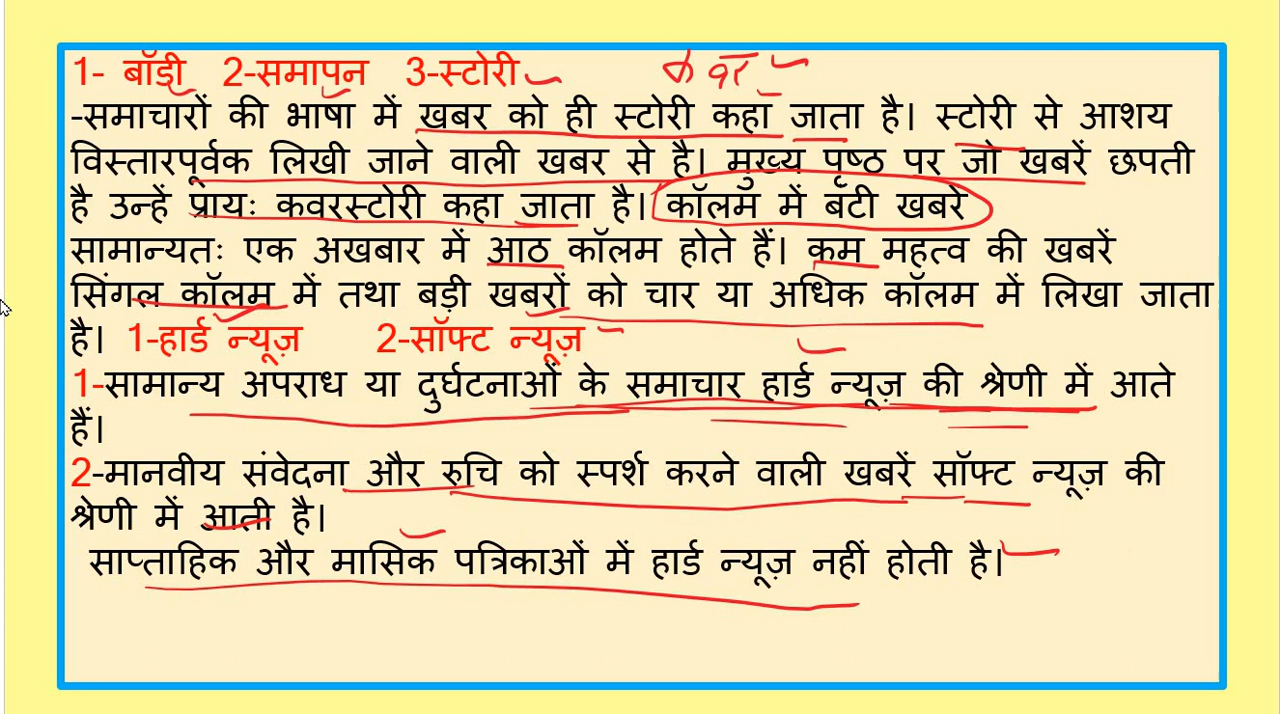 1- बॉडी 2-समापन 3-स्टोरी कवर
-समाचारों की भाषा में खबर को ही स्टोरी कहा जाता है। स्टोरी से आशय
विस्तारपूर्वक लिखी जाने वाली खबर से है। मुख्य पृष्ठ पर जो खबरें छपती
है उन्हें प्रायः कवरस्टोरी कहा जाता है। कॉलम में बंटी खबरें
सामान्यतः एक अखबार में आठ कॉलम होते हैं। कम महत्व की खबरें
सिंगल कॉलम में तथा बड़ी खबरों को चार या अधिक कॉलम में लिखा जाता
है। 1-हार्ड न्यूज़ 2-सॉफ्ट न्यूज़
1-सामान्य अपराध या दुर्घटनाओं के समाचार हार्ड न्यूज़ की श्रेणी में आते
हैं।
2-मानवीय संवेदना और रुचि को स्पर्श करने वाली खबरें सॉफ्ट न्यूज़ की
श्रेणी में आती है।
साप्ताहिक और मासिक पत्रिकाओं में हार्ड न्यूज़ नहीं होती है।